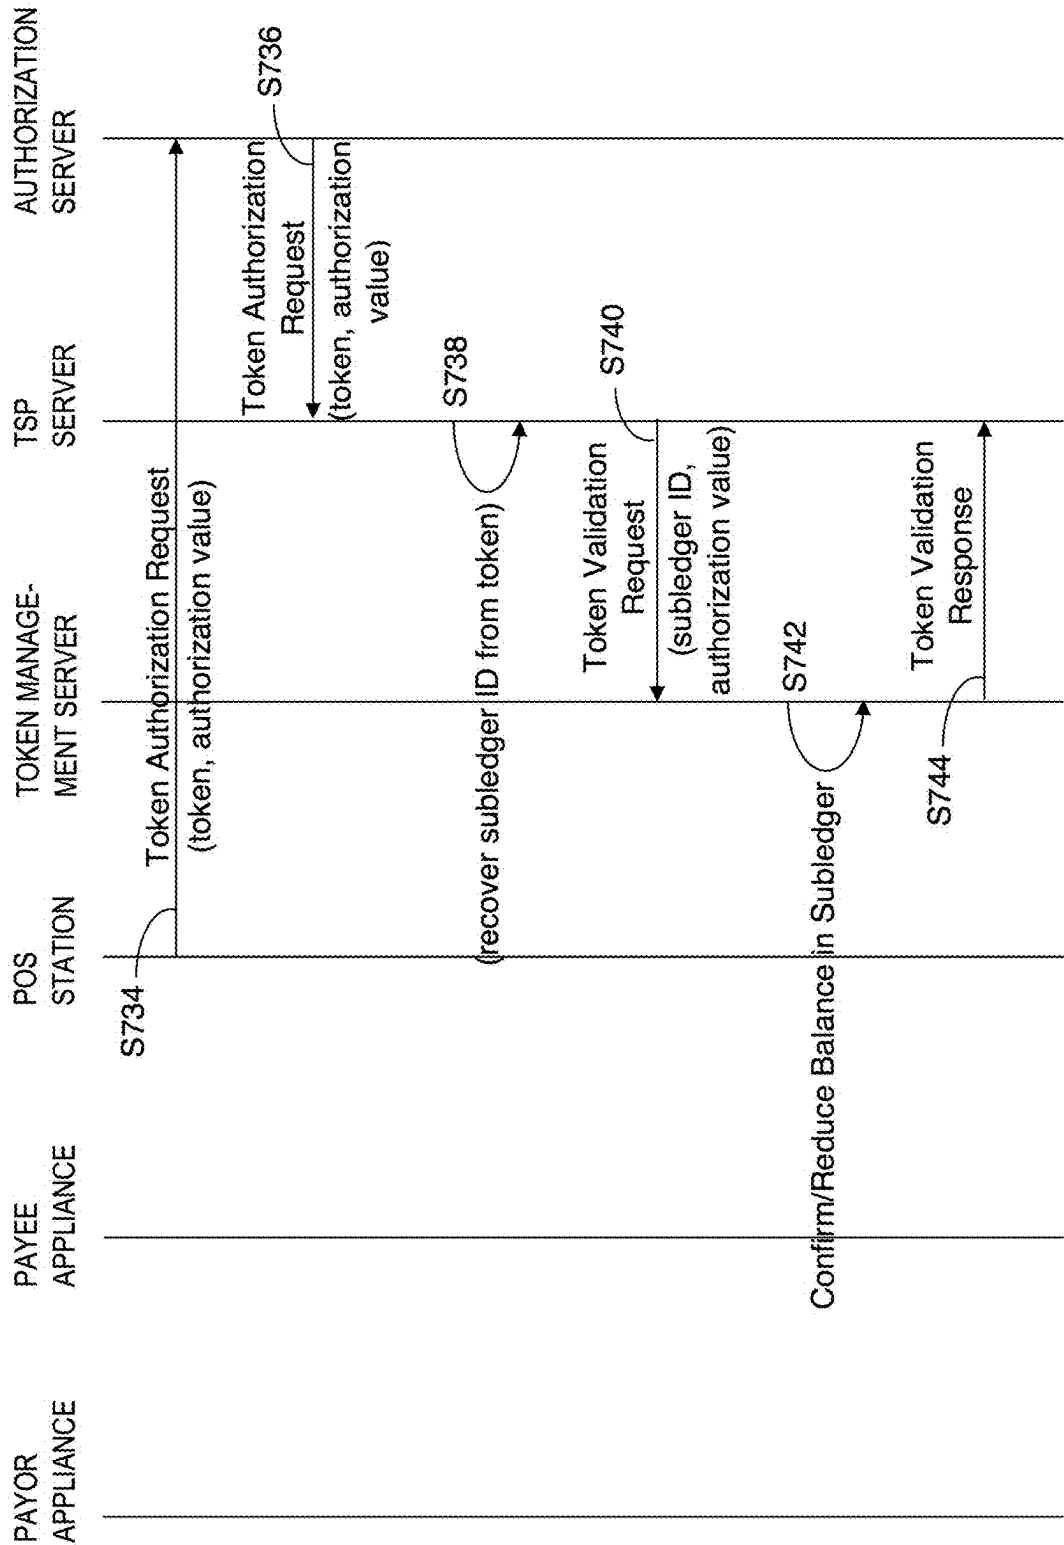 PAYOR
APPLIANCE
PAYEE
APPLIANCE
POS
STATION
TOKEN MANAGE-
MENT SERVER
TSP
SERVER
AUTHORIZATION
SERVER
S734
Token Authorization Request
(token, authorization value)
S736
Token Authorization
Request
(token, authorization
value)
S738
(recover subledger ID from token)
S740
Token Validation
Request
(subledger ID,
authorization value)
S742
Confirm/Reduce Balance in Subledger
S744
Token Validation
Response